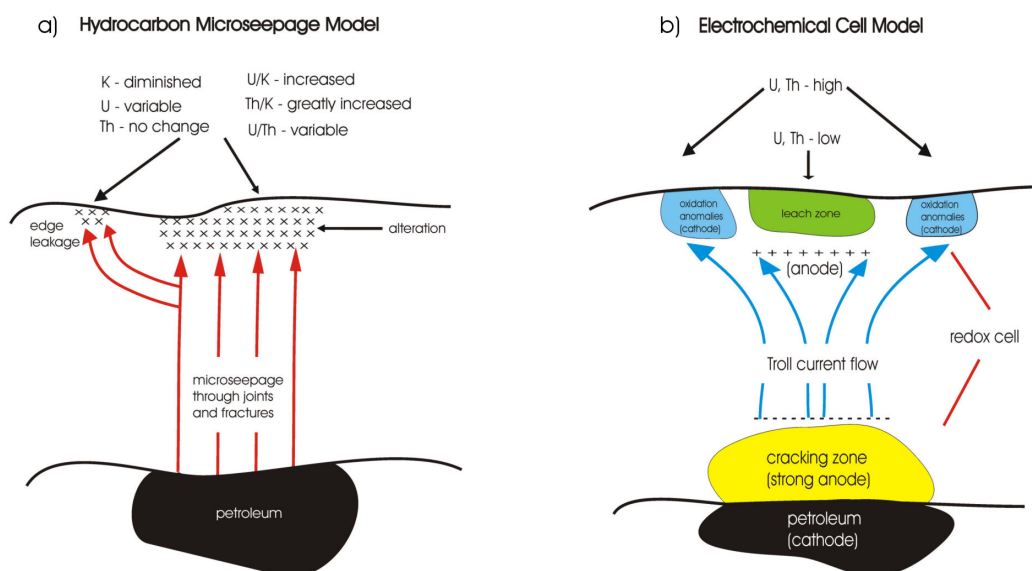 a) Hydrocarbon Microseepage Model
K - diminished
U - variable
Th - no change
U/K - increased
Th/K - greatly increased
U/Th - variable
edge
leakage
alteration
microseepage
through joints
and fractures
petroleum
b) Electrochemical Cell Model
U, Th - high
U, Th - low
oxidation
anomalies
(cathode)
leach zone
oxidation
anomalies
(cathode)
(anode)
Troll current flow
redox cell
cracking zone
(strong anode)
petroleum
(cathode)